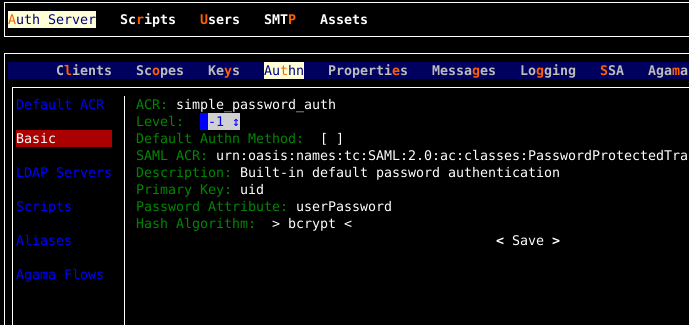 Auth Server Scripts Users SMTP Assets
Clients Scopes Keys Authn Properties Messages Logging SSA Agama
Default ACR
Basic
LDAP Servers
Scripts
Aliases
Agama Flows
ACR: simple_password_auth
Level: -1 ↕
Default Authn Method: [ ]
SAML ACR: urn:oasis:names:tc:SAML:2.0:ac:classes:PasswordProtectedTra
Description: Built-in default password authentication
Primary Key: uid
Password Attribute: userPassword
Hash Algorithm: > bcrypt <
< Save >